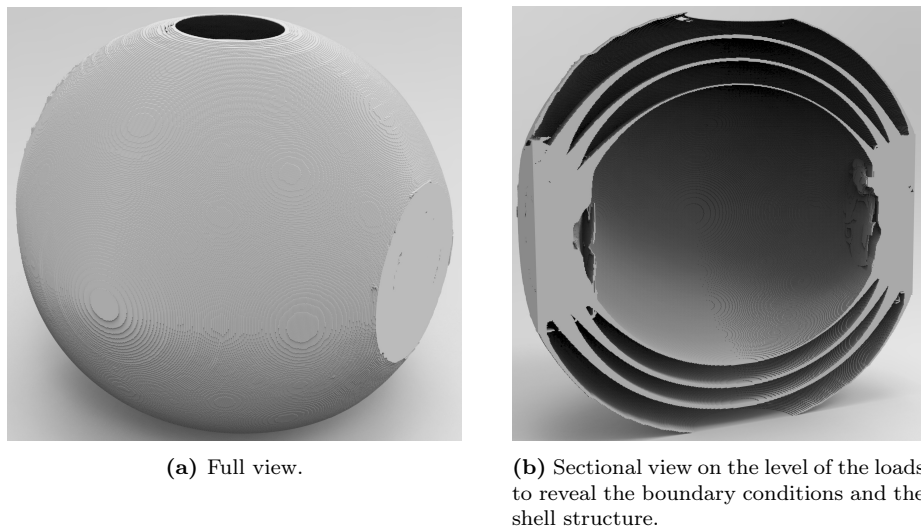 (a) Full view.
(b) Sectional view on the level of the loads
to reveal the boundary conditions and the
shell structure.